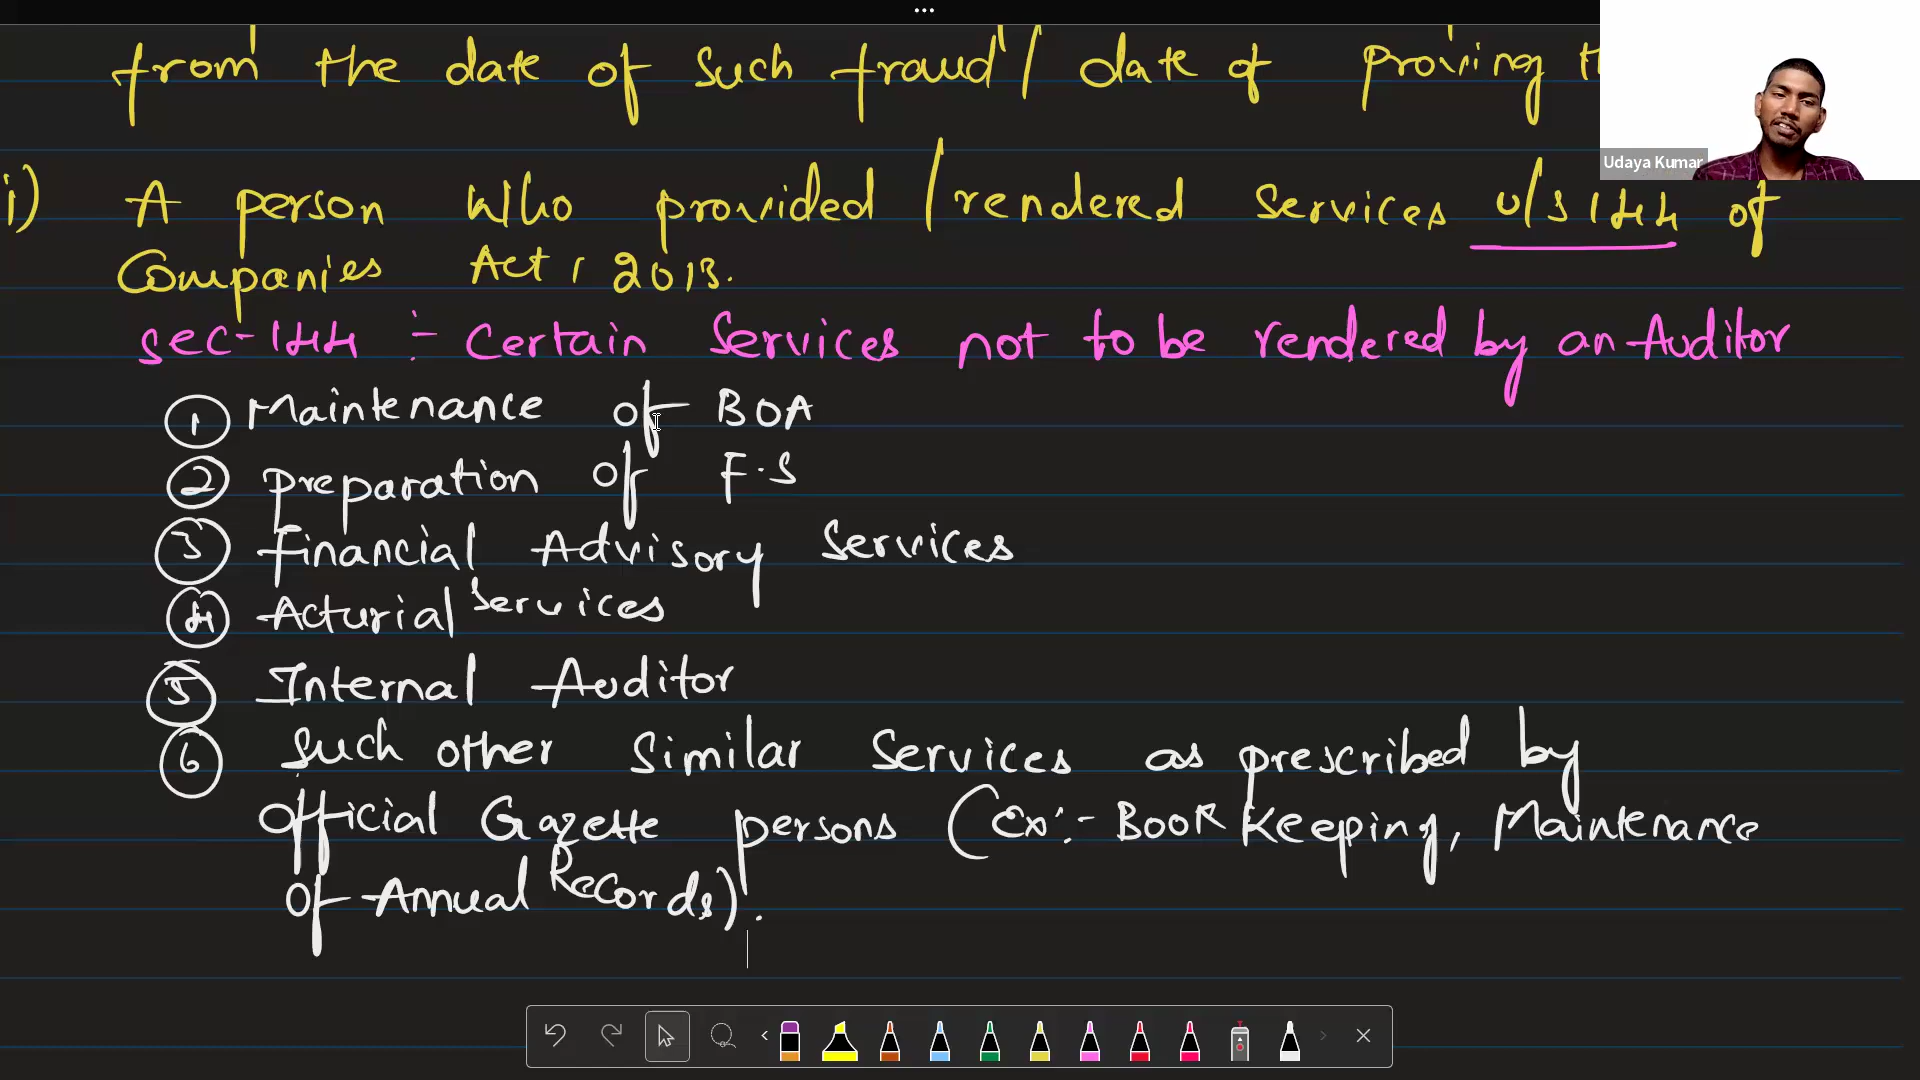 from the date of such fraud / date of proving
Udaya Kumar
i) A person who provided / rendered services u/s 144 of
Companies Act, 2013.
Sec-144 :- Certain Services not to be rendered by an Auditor
① Maintenance of BOA
② preparation of F.S
③ Financial Advisory Services
④ Acturial Services
⑤ Internal Auditor
⑥ Such other Similar Services as prescribed by
Official Gazette persons (Ex:- Book Keeping, Maintenance
of Annual Records).